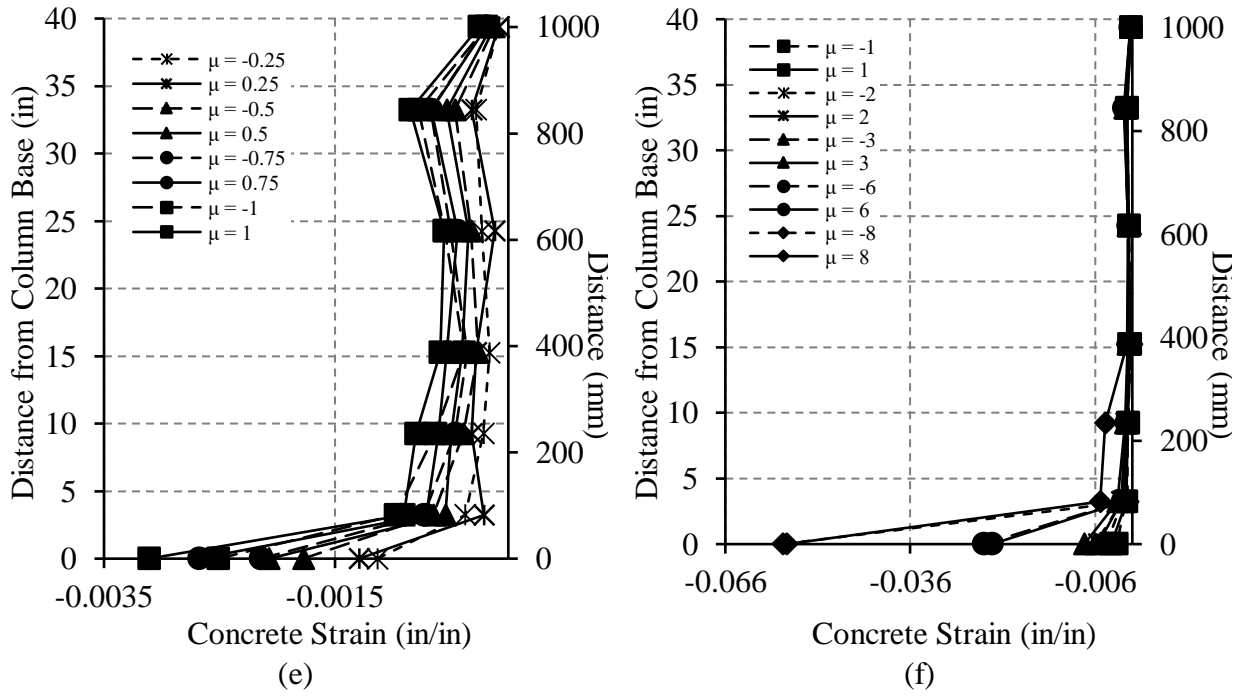 40
35
30
25
20
15
10
5
0
Distance from Column Base (in)
μ = -0.25
μ = 0.25
μ = -0.5
μ = 0.5
μ = -0.75
μ = 0.75
μ = -1
μ = 1
1000
800
600
400
200
0
Distance (mm)
-0.0035
-0.0015
Concrete Strain (in/in)
(e)
40
35
30
25
20
15
10
5
0
Distance from Column Base (in)
μ = -1
μ = 1
μ = -2
μ = 2
μ = -3
μ = 3
μ = -6
μ = 6
μ = -8
μ = 8
1000
800
600
400
200
0
Distance (mm)
-0.066
-0.036
-0.006
Concrete Strain (in/in)
(f)